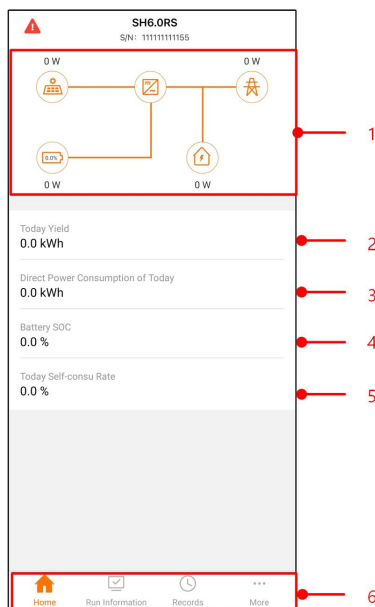 SH6.0RS
S/N: 111111111155
0 W 0 W
0.0%
0 W 0 W
1
Today Yield
0.0 kWh
2
Direct Power Consumption of Today
0.0 kWh
3
Battery SOC
0.0 %
4
Today Self-consu Rate
0.0 %
5
Home Run Information Records More
6